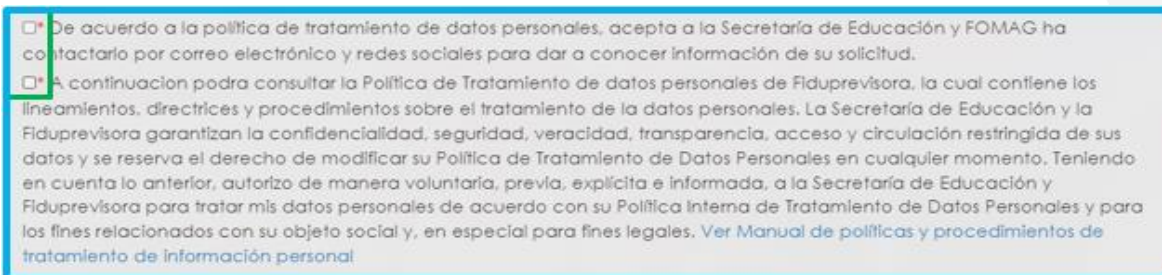 ☐* De acuerdo a la política de tratamiento de datos personales, acepta a la Secretaría de Educación y FOMAG ha
contactarlo por correo electrónico y redes sociales para dar a conocer información de su solicitud.
☐* A continuacion podra consultar la Política de Tratamiento de datos personales de Fiduprevisora, la cual contiene los
lineamientos, directrices y procedimientos sobre el tratamiento de la datos personales. La Secretaría de Educación y la
Fiduprevisora garantizan la confidencialidad, seguridad, veracidad, transparencia, acceso y circulación restringida de sus
datos y se reserva el derecho de modificar su Política de Tratamiento de Datos Personales en cualquier momento. Teniendo
en cuenta lo anterior, autorizo de manera voluntaria, previa, explícita e informada, a la Secretaría de Educación y
Fiduprevisora para tratar mis datos personales de acuerdo con su Política Interna de Tratamiento de Datos Personales y para
los fines relacionados con su objeto social y, en especial para fines legales. Ver Manual de políticas y procedimientos de
tratamiento de información personal